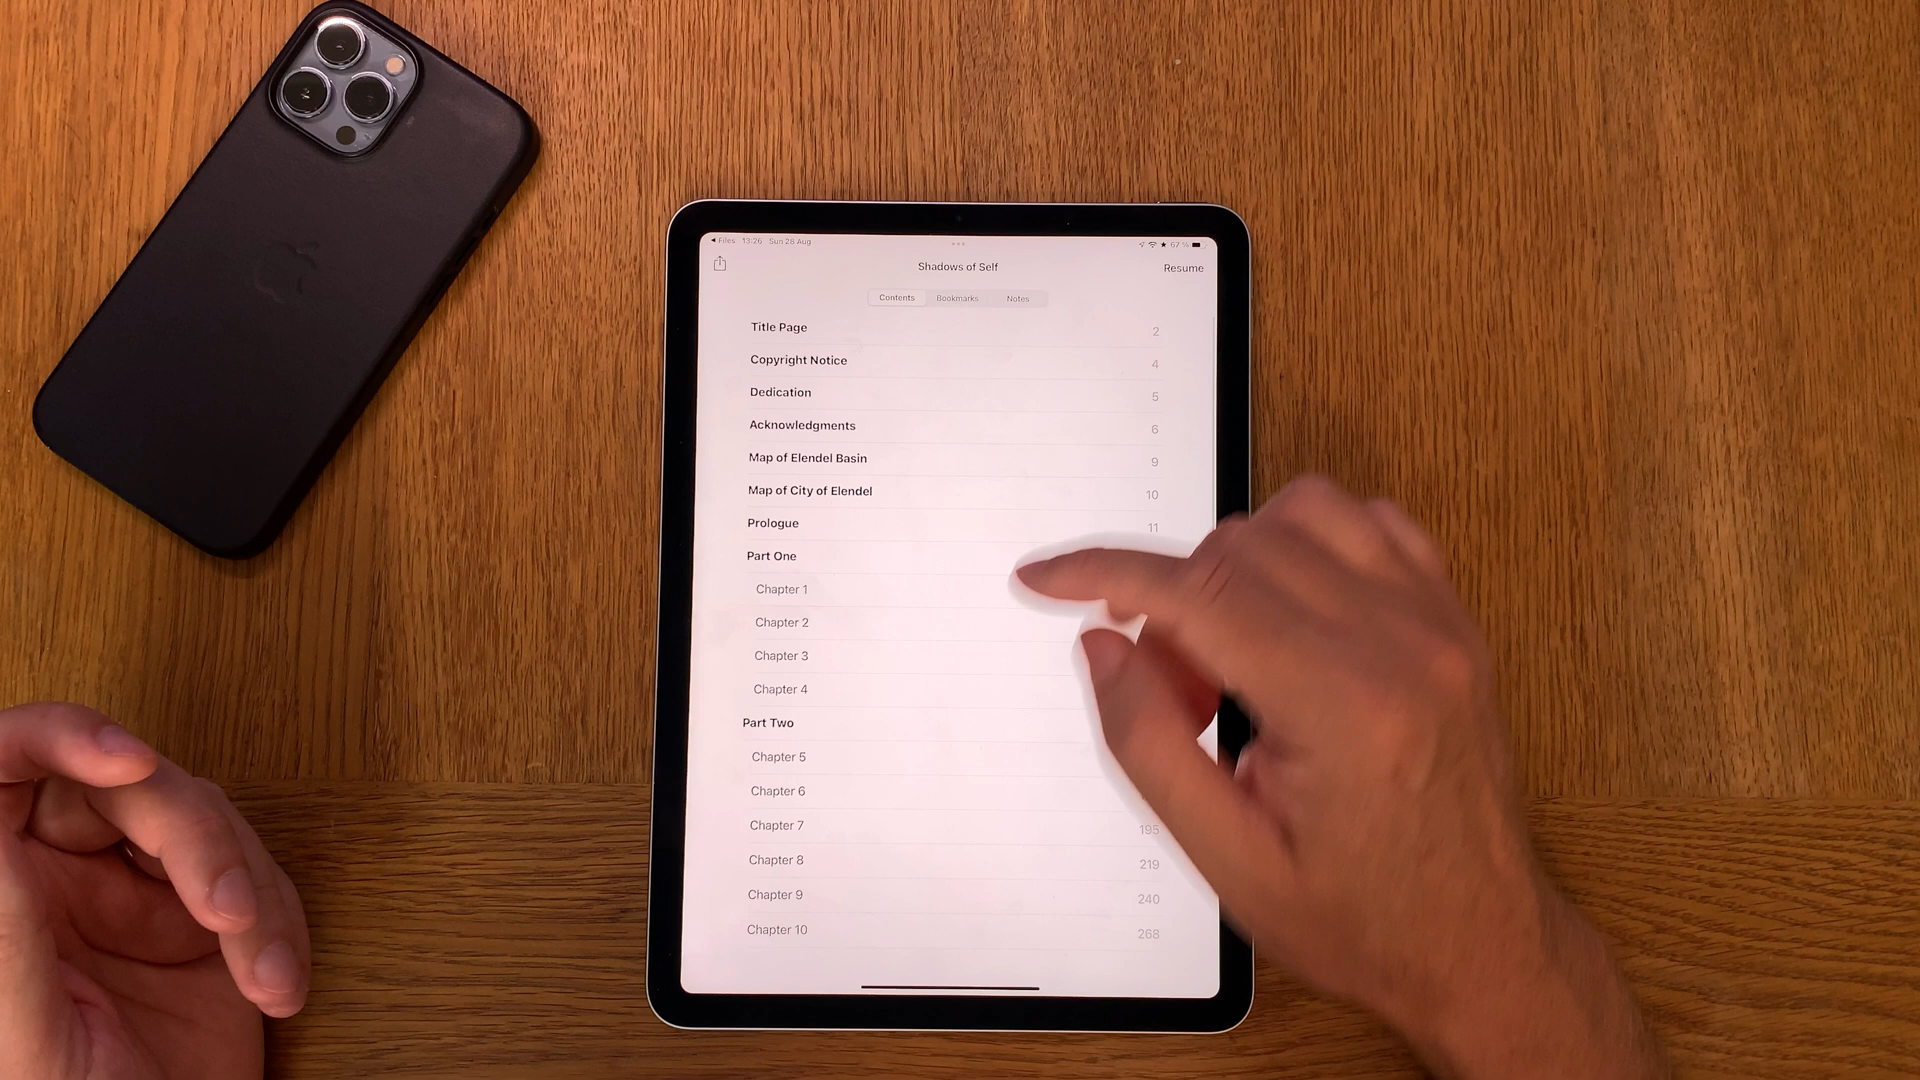 Files 13:26 Sun 28 Aug 67 %
Shadows of Self Resume
Contents Bookmarks Notes
Title Page 2
Copyright Notice 4
Dedication 5
Acknowledgments 6
Map of Elendel Basin 9
Map of City of Elendel 10
Prologue 11
Part One
Chapter 1
Chapter 2
Chapter 3
Chapter 4
Part Two
Chapter 5
Chapter 6
Chapter 7 195
Chapter 8 219
Chapter 9 240
Chapter 10 268